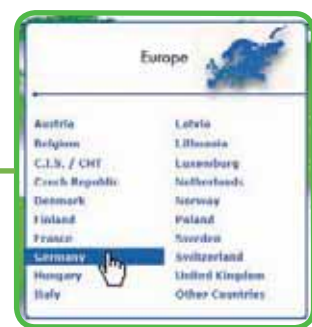 Europe
Austria
Belgium
C.I.S. /
Czech Republic
Denmark
Finland
France
Germany
Hungary
Italy
Latvia
Lithuania
Luxemburg
Netherlands
Norway
Poland
Sweden
Switzerland
United Kingdom
Other Countries